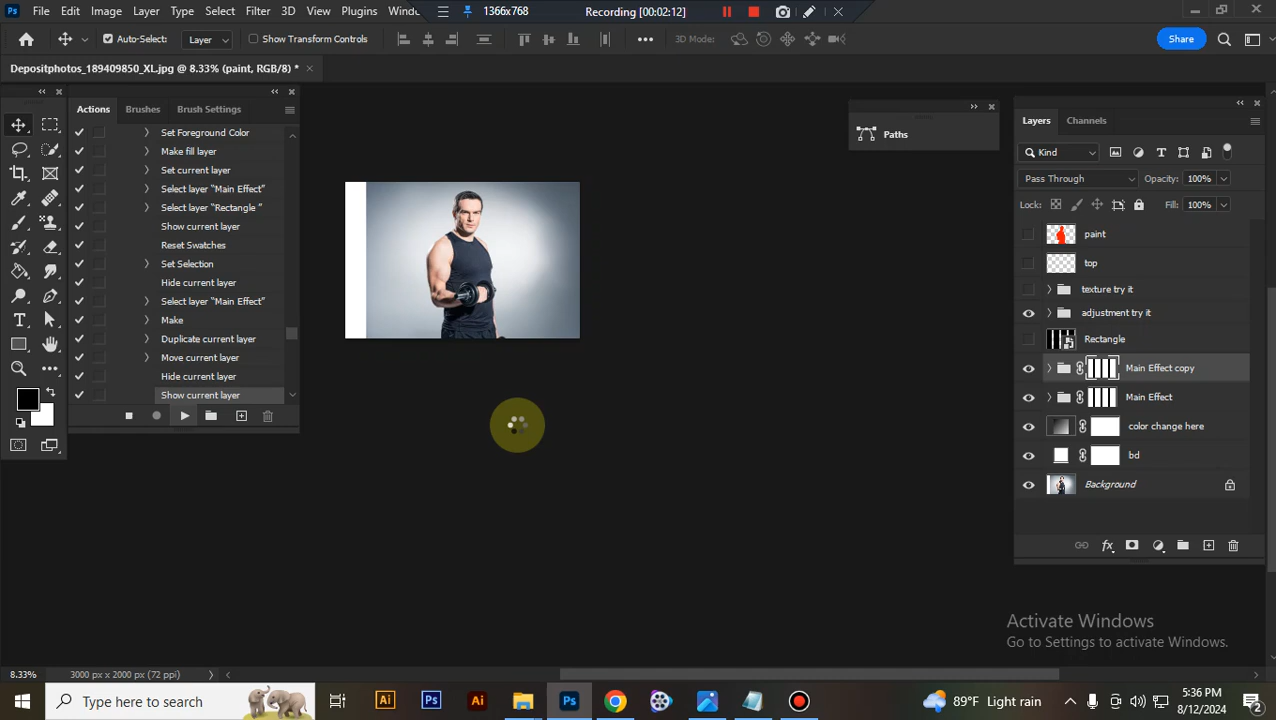 File Edit Image Layer Type Select Filter 3D View Plugins Wind
1366x768 Recording [00:02:12]
Auto-Select: Layer Show Transform Controls 3D Mode: Share
Depositphotos_189409850_XL.jpg @ 8.33% (paint, RGB/8) *
Actions Brushes Brush Settings
Set Foreground Color
Make fill layer
Set current layer
Select layer “Main Effect”
Select layer “Rectangle ”
Show current layer
Reset Swatches
Set Selection
Hide current layer
Select layer “Main Effect”
Make
Duplicate current layer
Move current layer
Hide current layer
Show current layer
Paths
Layers Channels
Kind
Pass Through Opacity: 100%
Lock: Fill: 100%
paint
top
texture try it
adjustment try it
Rectangle
Main Effect copy
Main Effect
color change here
bd
Background
Activate Windows
Go to Settings to activate Windows.
8.33% 3000 px x 2000 px (72 ppi)
Type here to search
89°F Light rain
5:36 PM
8/12/2024
2